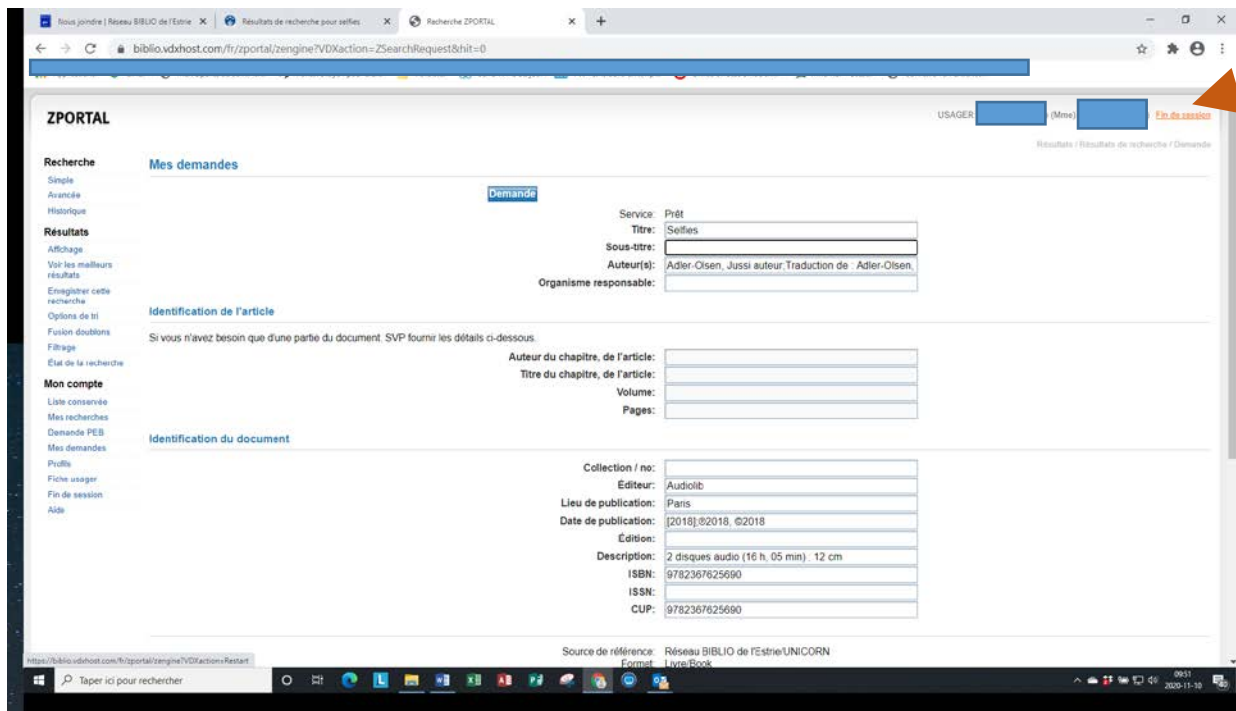 Nous joindre | Réseau BIBLIO de l'Estrie
Résultats de recherche pour selfies
Recherche ZPORTAL
biblio.vdxhost.com/fr/zportal/zengine?VDXaction=ZSearchRequest&hit=0
ZPORTAL
USAGER: (Mme) Fin de session
Résultats / Résultats de recherche / Demande
Recherche
Simple
Avancée
Historique
Résultats
Affichage
Voir les meilleurs
résultats
Enregistrer cette
recherche
Options de tri
Fusion doublons
Filtrage
État de la recherche
Mon compte
Liste conservée
Mes recherches
Demande PEB
Mes demandes
Profils
Fiche usager
Fin de session
Aide
Mes demandes
Demande
Service: Prêt
Titre: Selfies
Sous-titre:
Auteur(s): Adler-Olsen, Jussi auteur;Traduction de : Adler-Olsen,
Organisme responsable:
Identification de l'article
Si vous n'avez besoin que d'une partie du document. SVP fournir les détails ci-dessous.
Auteur du chapitre, de l'article:
Titre du chapitre, de l'article:
Volume:
Pages:
Identification du document
Collection / no:
Éditeur: Audiolib
Lieu de publication: Paris
Date de publication: [2018];℗2018, ©2018
Édition:
Description: 2 disques audio (16 h, 05 min) ; 12 cm
ISBN: 9782367625690
ISSN:
CUP: 9782367625690
Source de référence: Réseau BIBLIO de l'Estrie/UNICORN
Format: Livre/Book
https://biblio.vdxhost.com/fr/zportal/zengine?VDXaction=Restart
Taper ici pour rechercher
09:51
2020-11-10